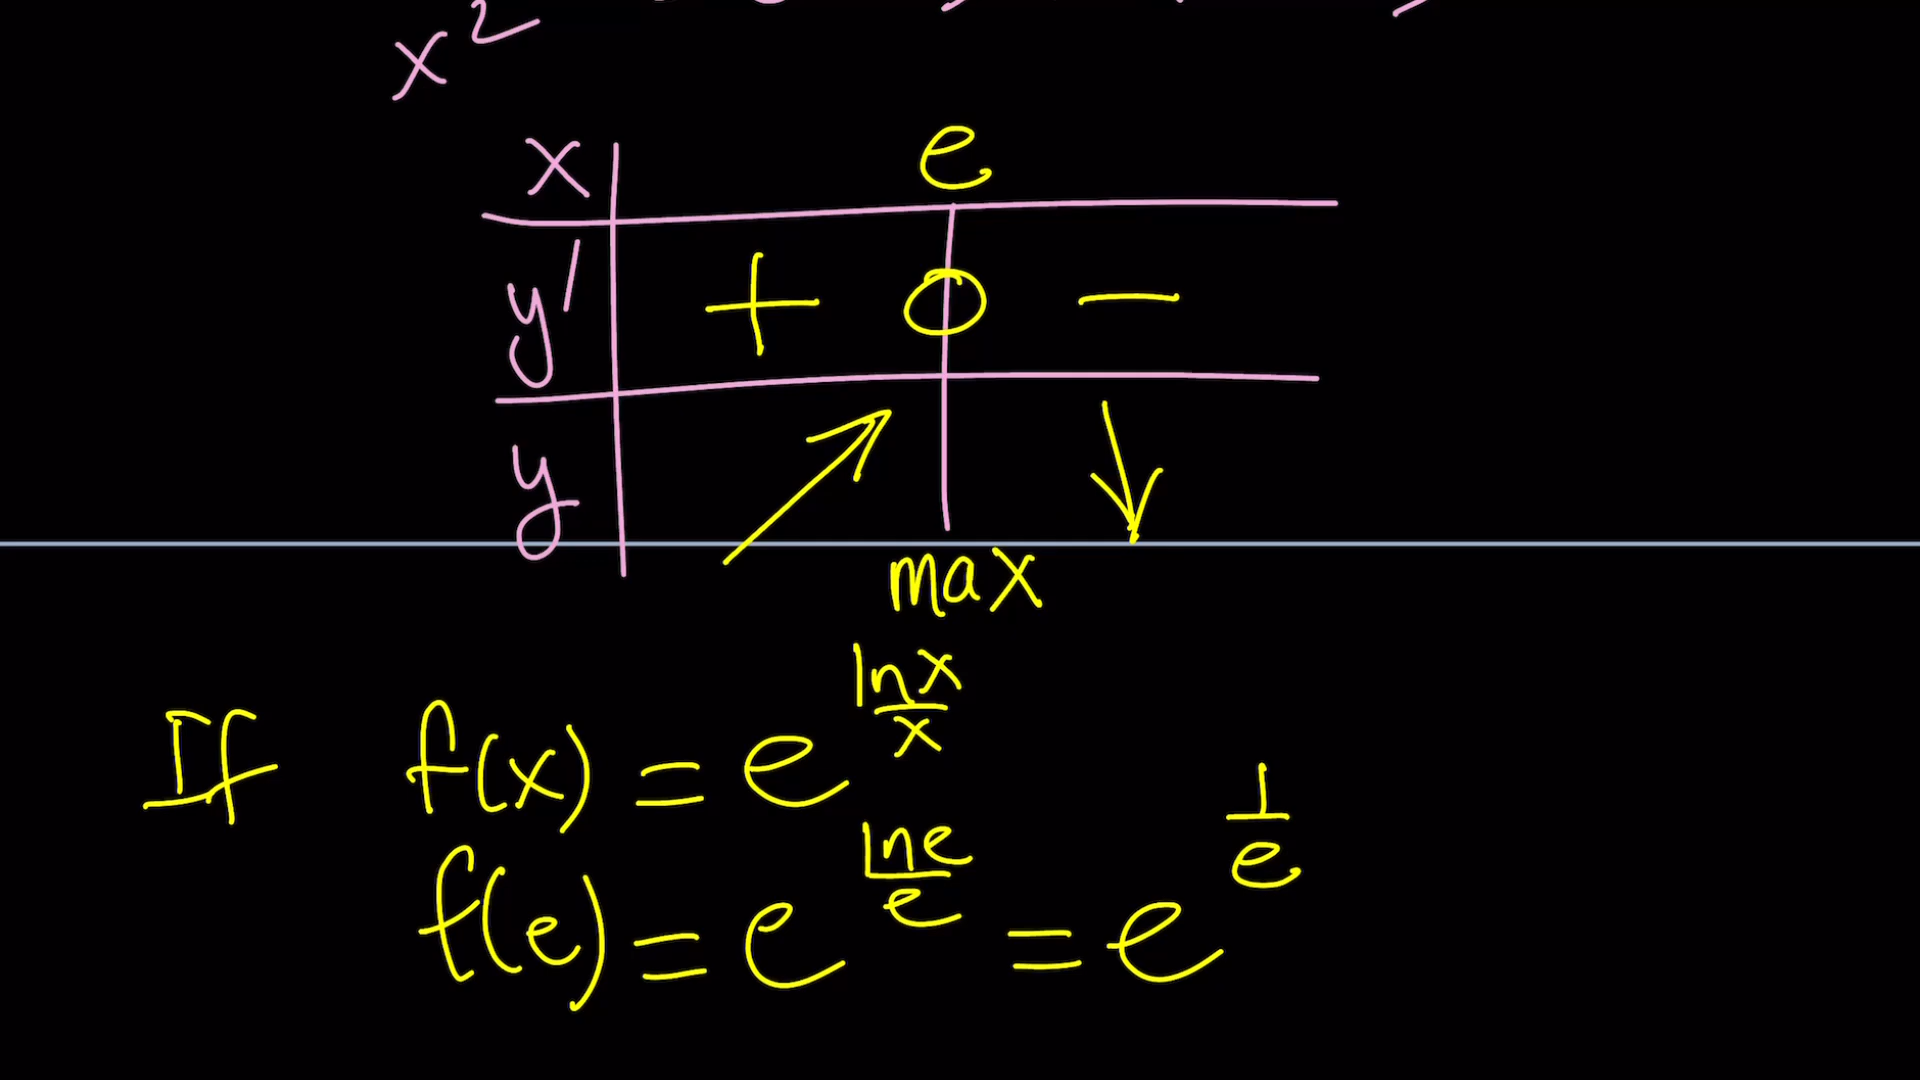 x²
x e
y' + 0 −
y
max
If f(x) = e^(lnx/x)
f(e) = e^(lne/e) = e^(1/e)